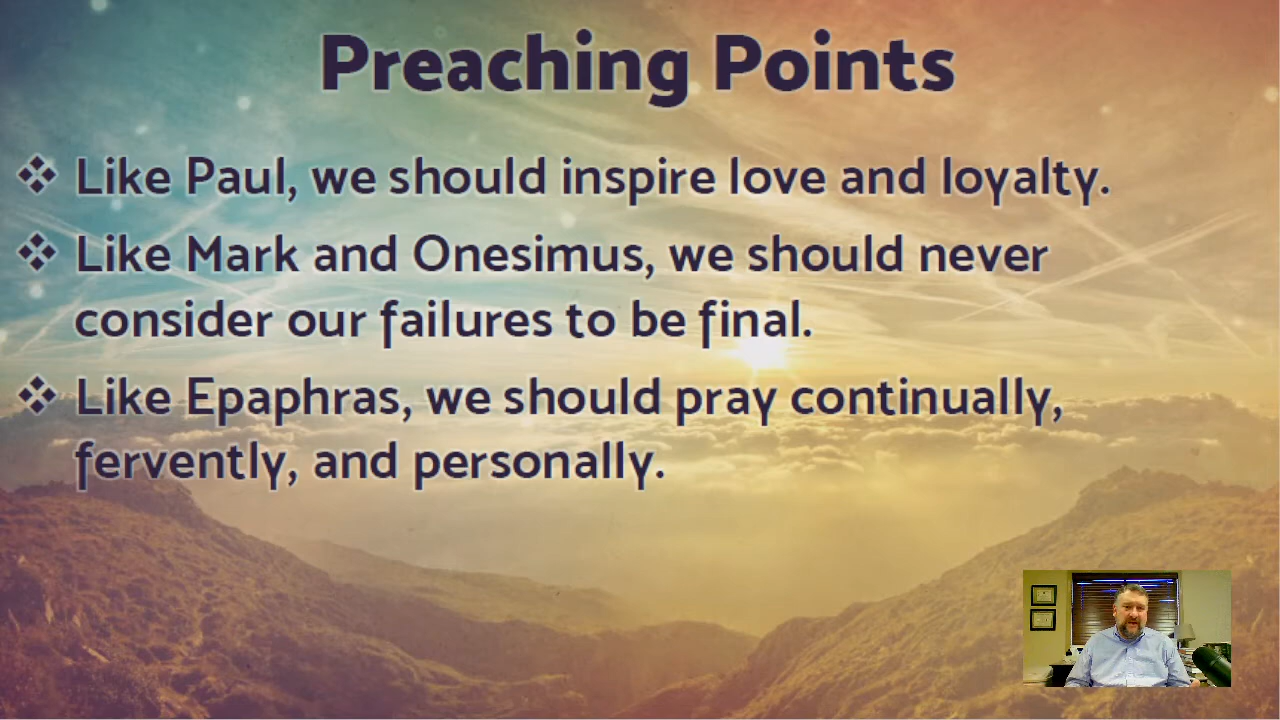 Preaching Points
❖ Like Paul, we should inspire love and loyalty.
❖ Like Mark and Onesimus, we should never
consider our failures to be final.
❖ Like Epaphras, we should pray continually,
fervently, and personally.